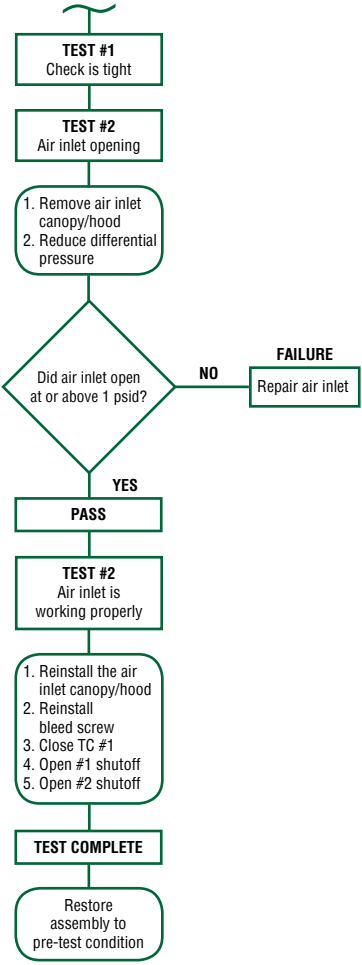 TEST #1
Check is tight
TEST #2
Air inlet opening
1. Remove air inlet
canopy/hood
2. Reduce differential
pressure
Did air inlet open
at or above 1 psid?
NO
FAILURE
Repair air inlet
YES
PASS
TEST #2
Air inlet is
working properly
1. Reinstall the air
inlet canopy/hood
2. Reinstall
bleed screw
3. Close TC #1
4. Open #1 shutoff
5. Open #2 shutoff
TEST COMPLETE
Restore
assembly to
pre-test condition